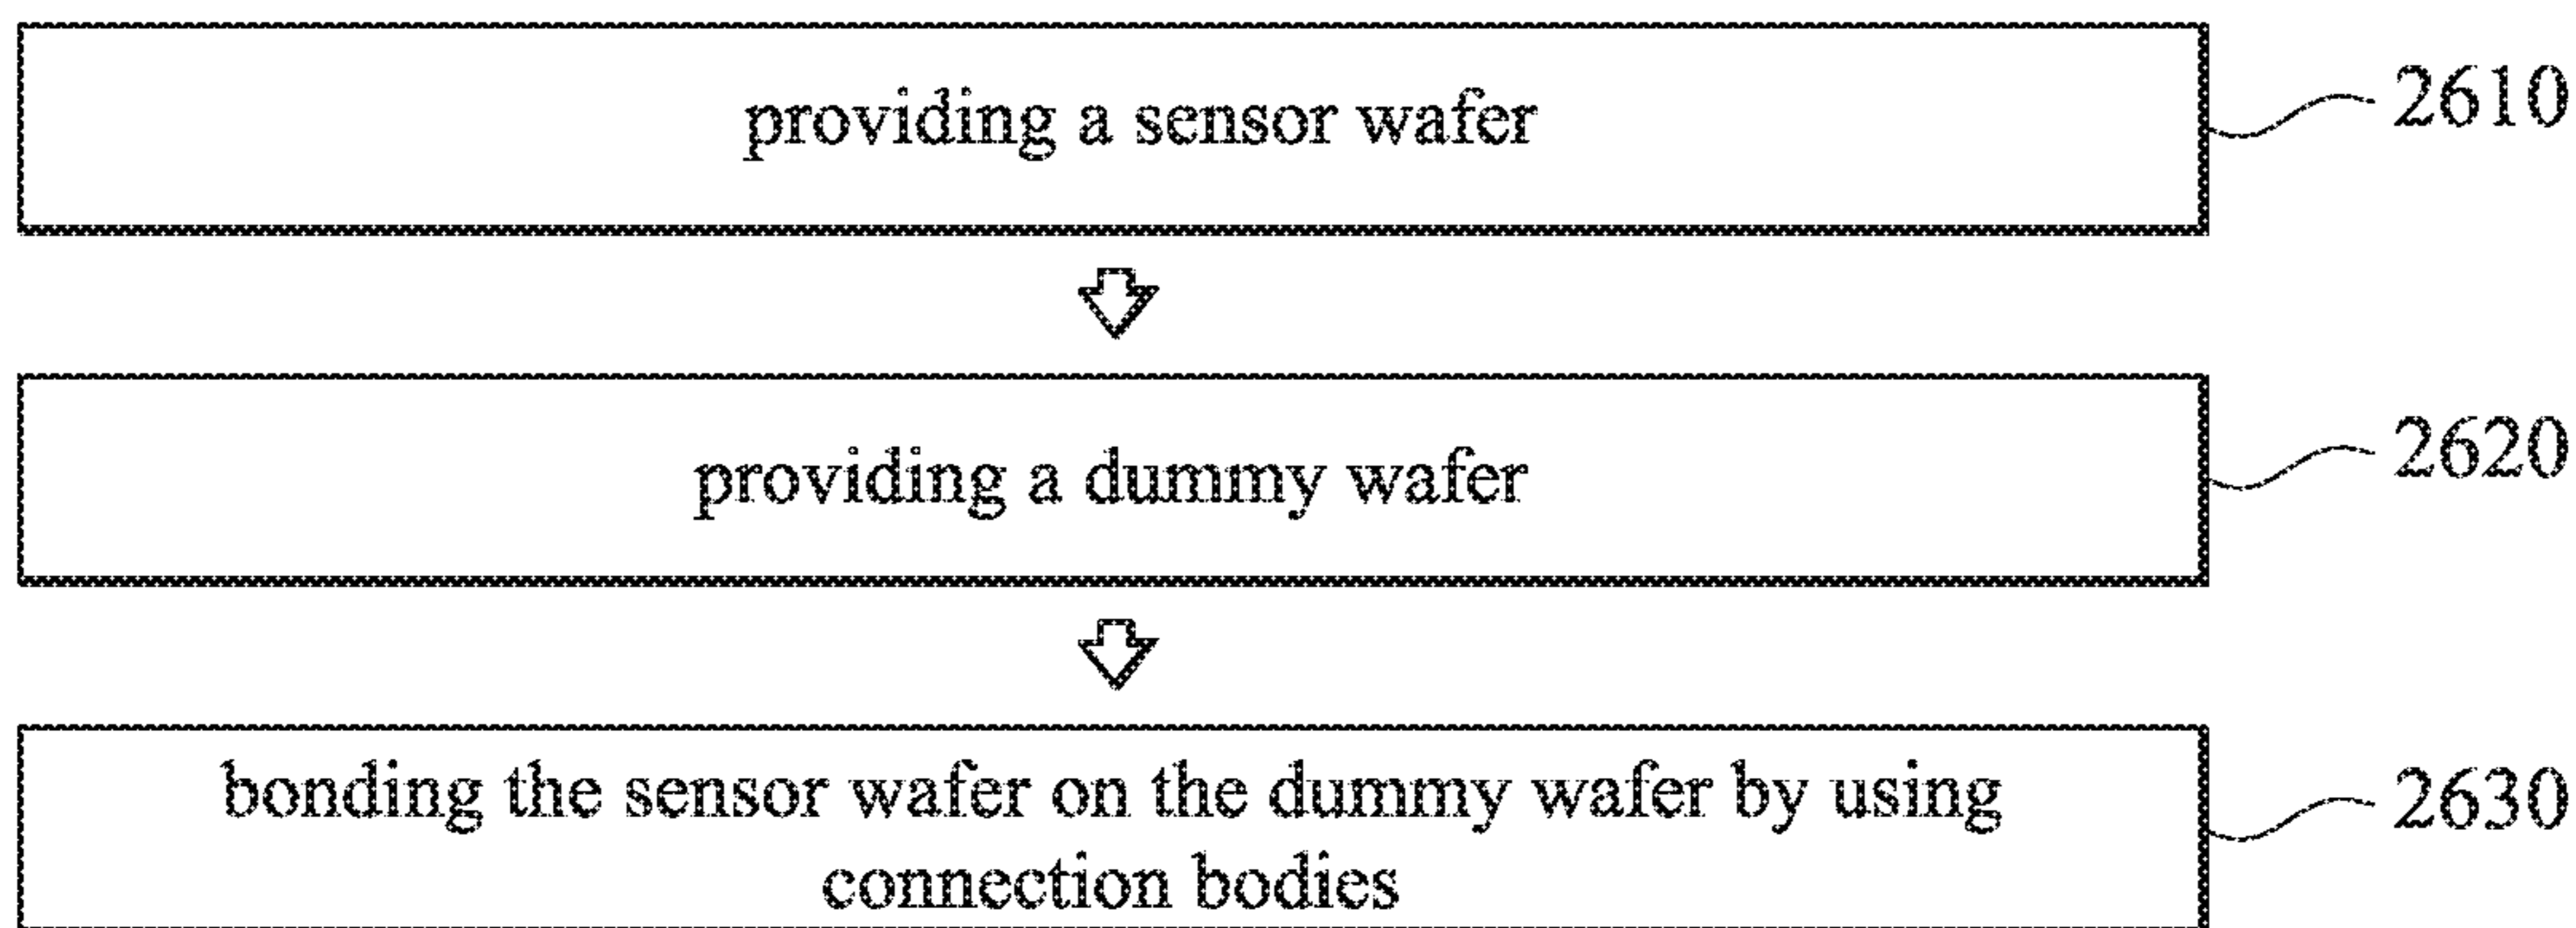 providing a sensor wafer
2610
providing a dummy wafer
2620
bonding the sensor wafer on the dummy wafer by using
connection bodies
2630